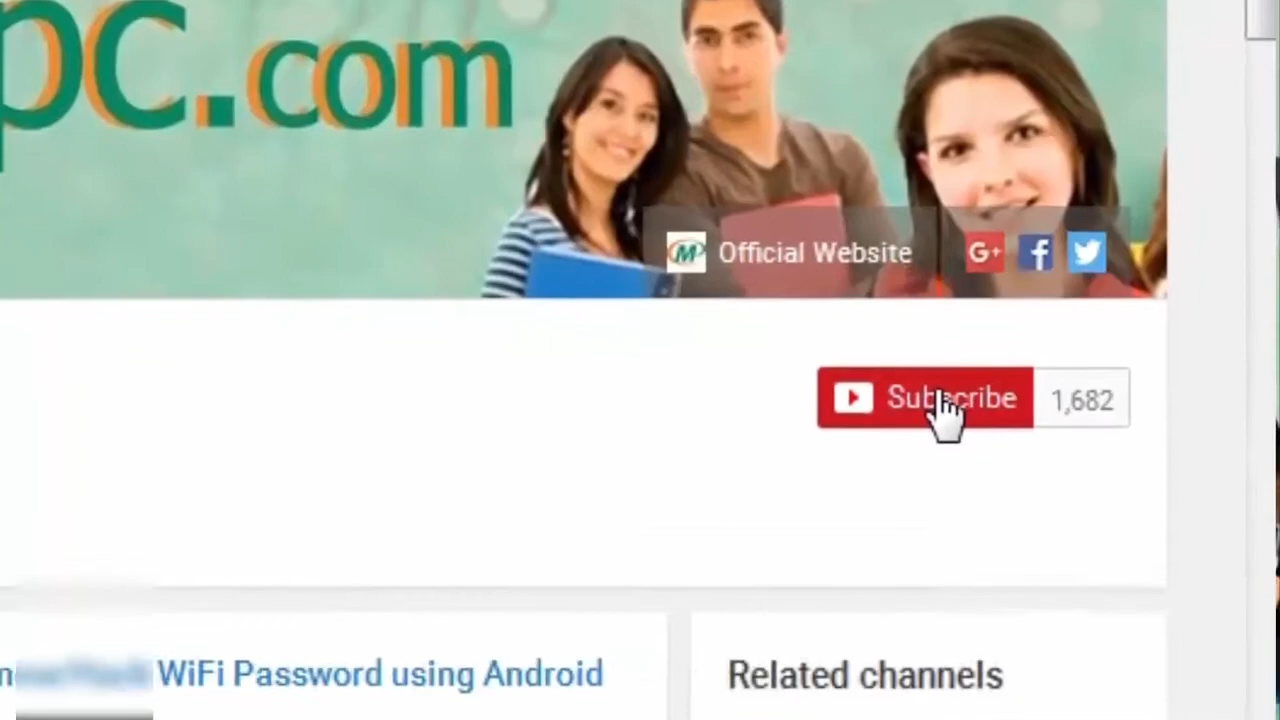 pc.com
Official Website
G+ f
Subscribe 1,682
WiFi Password using Android
Related channels